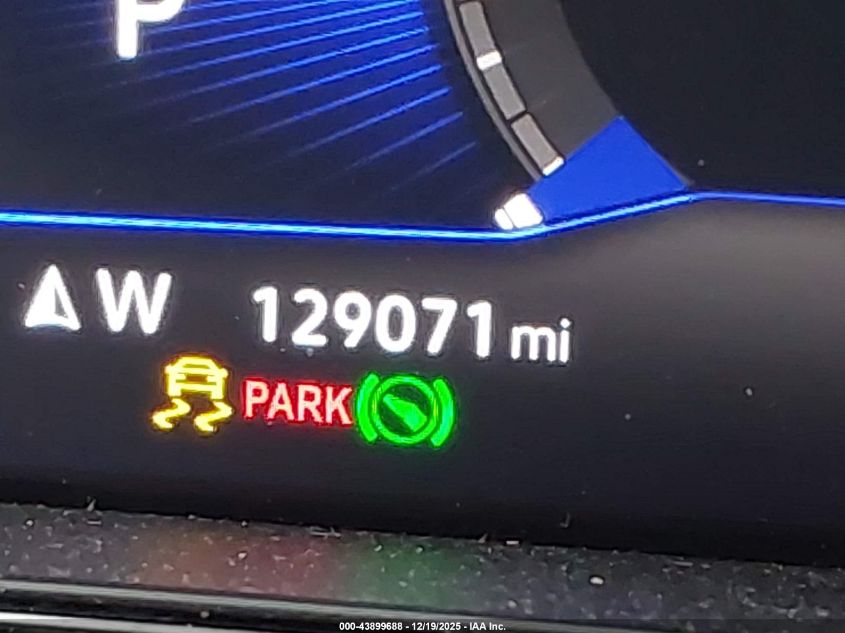 P
W 129071 mi
PARK
000-43899688 - 12/19/2025 - IAA Inc.